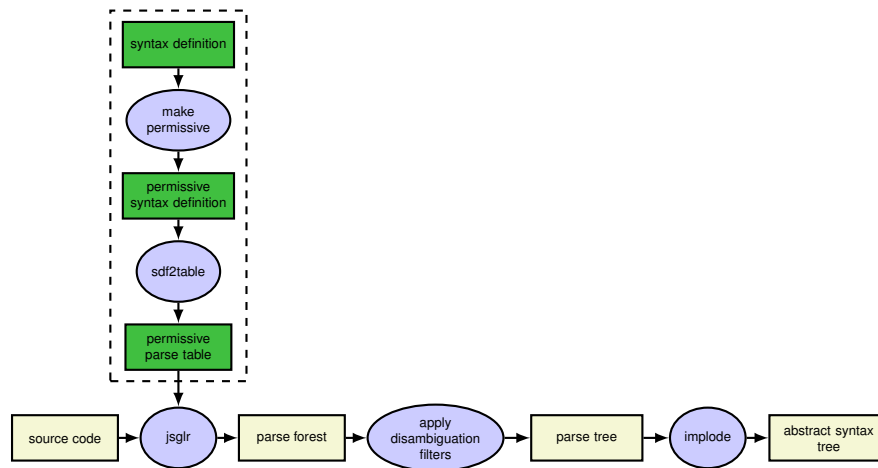 syntax definition
make
permissive
permissive
syntax definition
sdf2table
permissive
parse table
source code
jsglr
parse forest
apply
disambiguation
filters
parse tree
implode
abstract syntax
tree